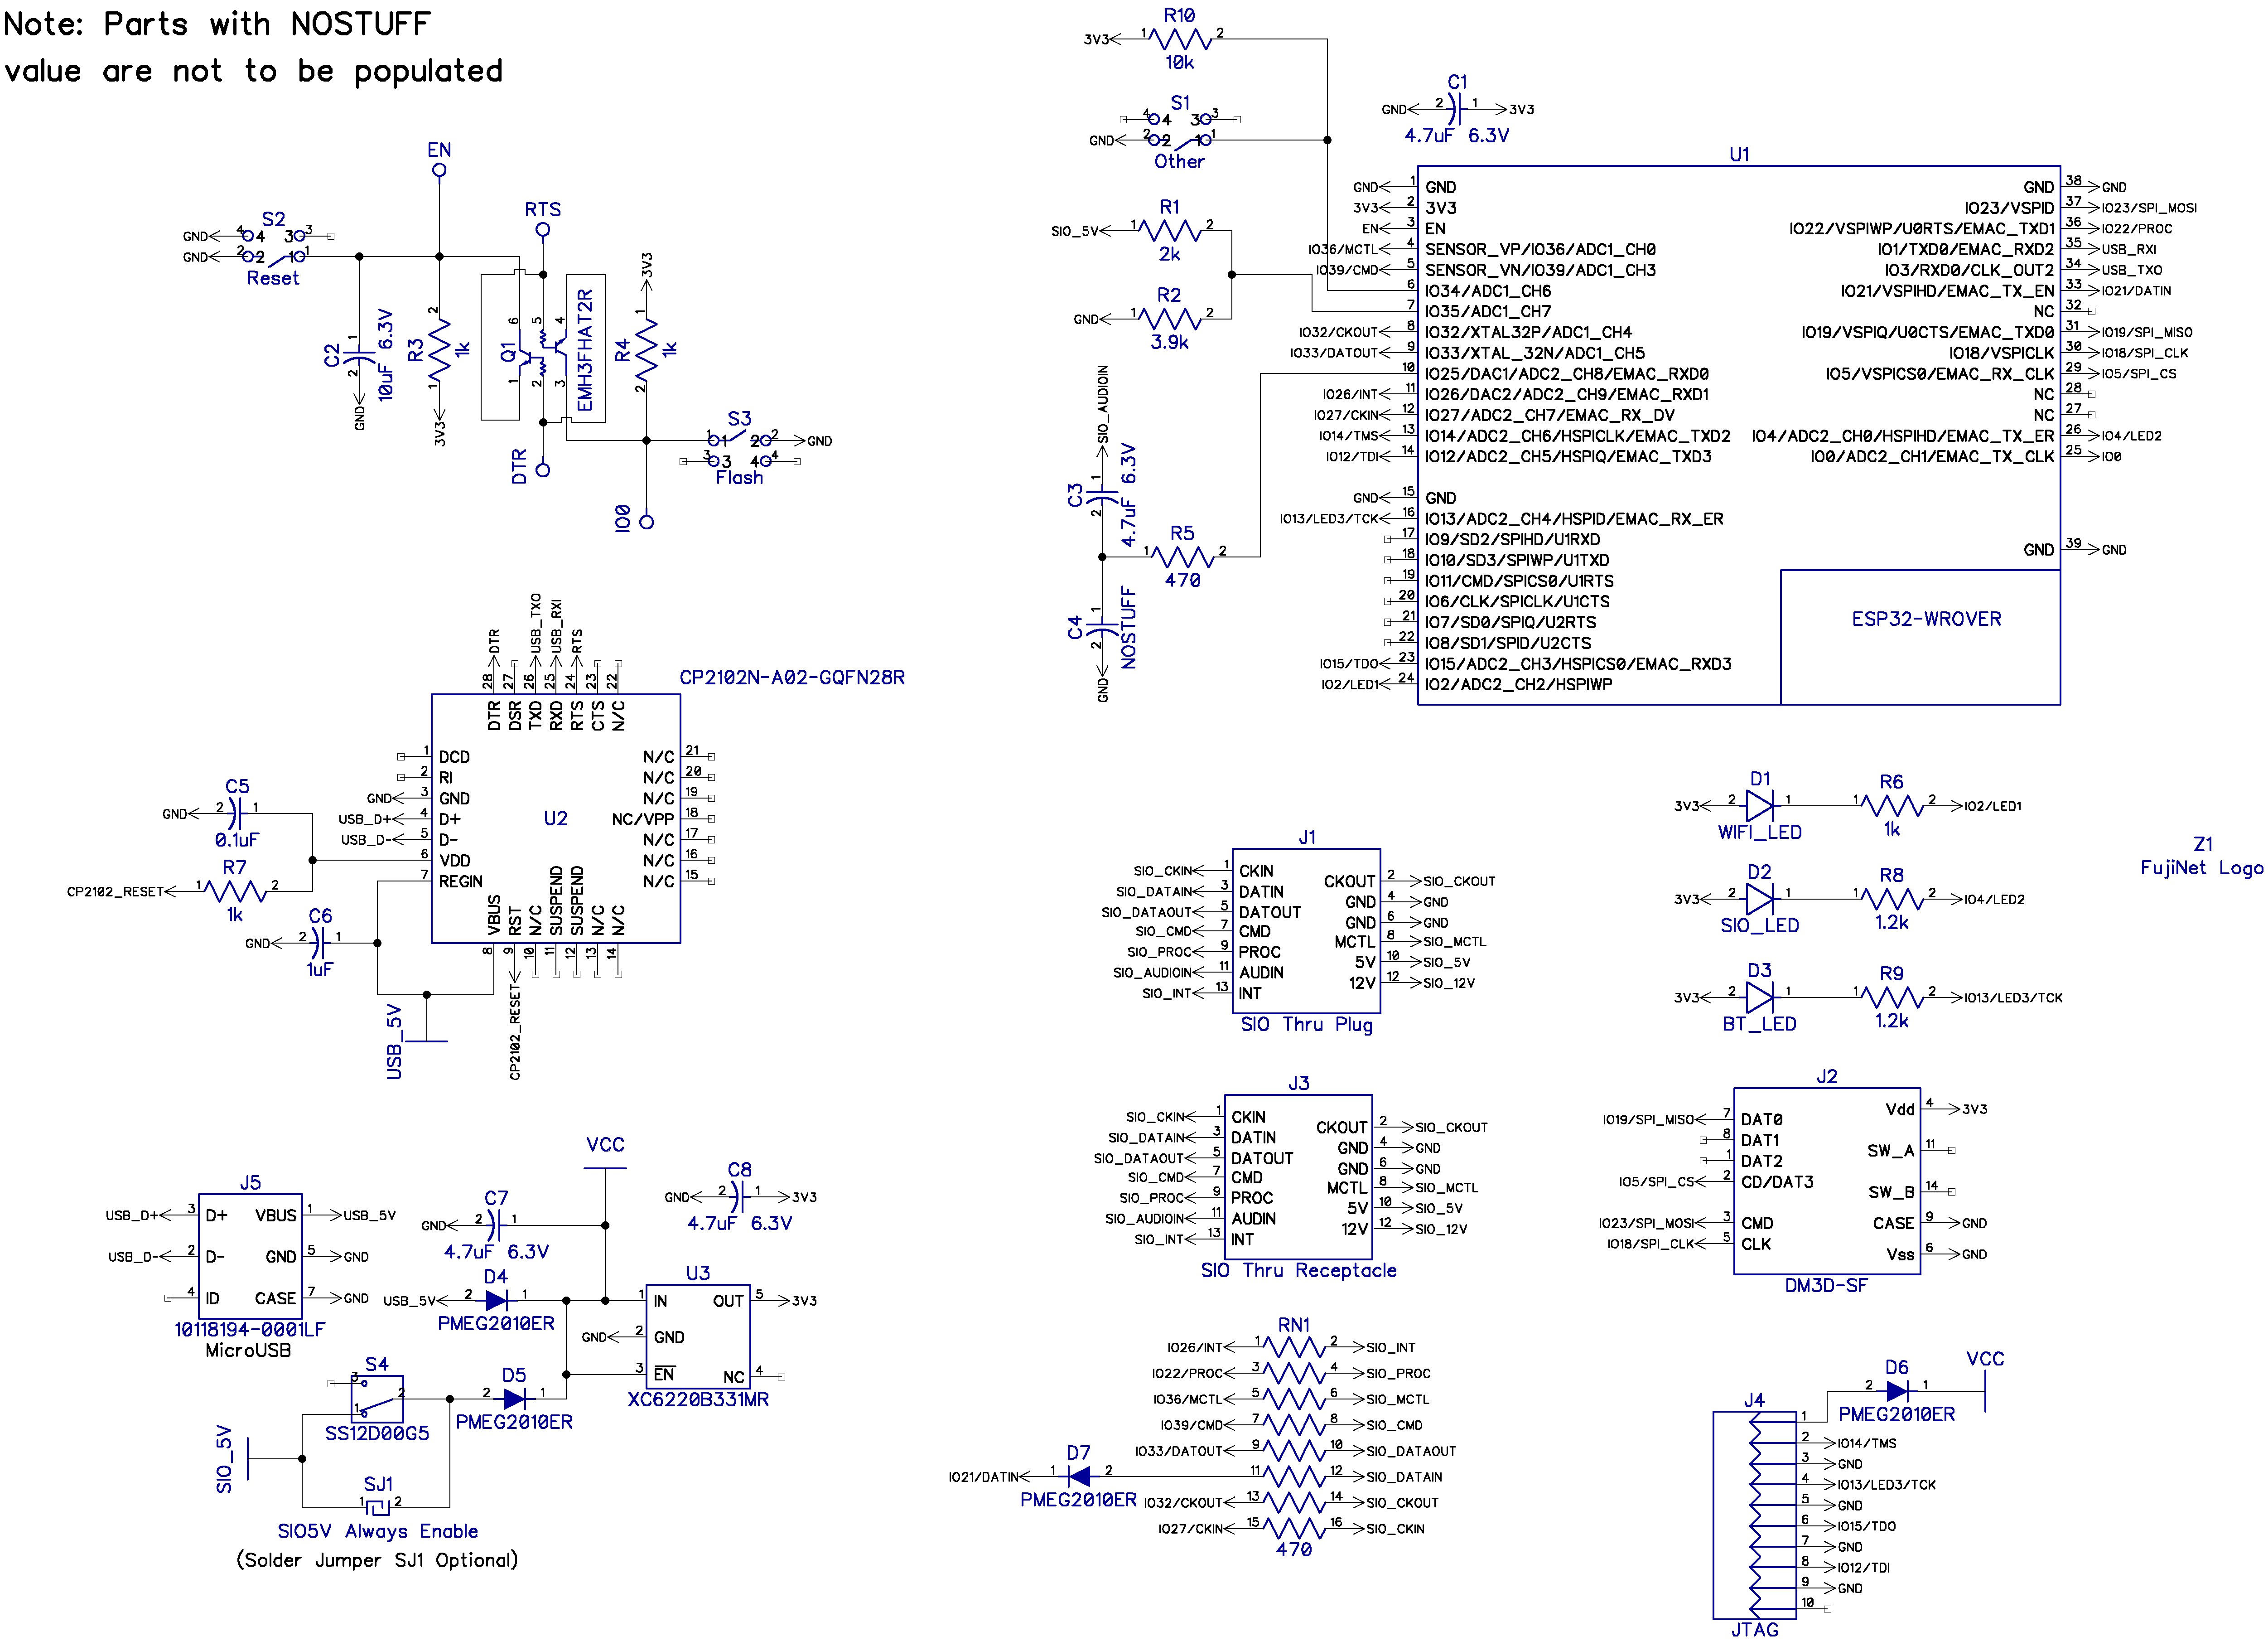 Note: Parts with NOSTUFF
value are not to be populated
EN
S2
GND 4 4 3 3
GND 2 2 1 1
Reset
RTS
C2
10uF 6.3V
1
2
GND
R3
1k
2
1
3V3
Q1
EMH3FHAT2R
6 5 4
1 2 3
DTR
3V3
R4
1k
1
2
S3
1 1 2 2 GND
3 3 4 4
Flash
IO0
R10
3V3 1 2
10k
S1
4 4 3 3
GND 2 2 1 1
Other
C1
GND 2 1 3V3
4.7uF 6.3V
R1
SIO_5V 1 2
2k
R2
GND 1 2
3.9k
SIO_AUDIOIN
C3
4.7uF 6.3V
1
2
R5
1 2
470
C4
NOSTUFF
1
2
GND
U1
GND 1 GND
3V3 2 3V3
EN 3 EN
IO36/MCTL 4 SENSOR_VP/IO36/ADC1_CH0
IO39/CMD 5 SENSOR_VN/IO39/ADC1_CH3
6 IO34/ADC1_CH6
7 IO35/ADC1_CH7
IO32/CKOUT 8 IO32/XTAL32P/ADC1_CH4
IO33/DATOUT 9 IO33/XTAL_32N/ADC1_CH5
10 IO25/DAC1/ADC2_CH8/EMAC_RXD0
IO26/INT 11 IO26/DAC2/ADC2_CH9/EMAC_RXD1
IO27/CKIN 12 IO27/ADC2_CH7/EMAC_RX_DV
IO14/TMS 13 IO14/ADC2_CH6/HSPICLK/EMAC_TXD2
IO12/TDI 14 IO12/ADC2_CH5/HSPIQ/EMAC_TXD3
GND 15 GND
IO13/LED3/TCK 16 IO13/ADC2_CH4/HSPID/EMAC_RX_ER
17 IO9/SD2/SPIHD/U1RXD
18 IO10/SD3/SPIWP/U1TXD
19 IO11/CMD/SPICS0/U1RTS
20 IO6/CLK/SPICLK/U1CTS
21 IO7/SD0/SPIQ/U2RTS
22 IO8/SD1/SPID/U2CTS
IO15/TDO 23 IO15/ADC2_CH3/HSPICS0/EMAC_RXD3
IO2/LED1 24 IO2/ADC2_CH2/HSPIWP
GND 38 GND
IO23/VSPID 37 IO23/SPI_MOSI
IO22/VSPIWP/U0RTS/EMAC_TXD1 36 IO22/PROC
IO1/TXD0/EMAC_RXD2 35 USB_RXI
IO3/RXD0/CLK_OUT2 34 USB_TXO
IO21/VSPIHD/EMAC_TX_EN 33 IO21/DATIN
NC 32
IO19/VSPIQ/U0CTS/EMAC_TXD0 31 IO19/SPI_MISO
IO18/VSPICLK 30 IO18/SPI_CLK
IO5/VSPICS0/EMAC_RX_CLK 29 IO5/SPI_CS
NC 28
NC 27
IO4/ADC2_CH0/HSPIHD/EMAC_TX_ER 26 IO4/LED2
IO0/ADC2_CH1/EMAC_TX_CLK 25 IO0
GND 39 GND
ESP32-WROVER
DTR USB_TXO USB_RXI RTS
28 27 26 25 24 23 22
DTR DSR TXD RXD RTS CTS N/C
CP2102N-A02-GQFN28R
U2
1 DCD
2 RI
GND 3 GND
USB_D+ 4 D+
USB_D- 5 D-
6 VDD
7 REGIN
N/C 21
N/C 20
N/C 19
NC/VPP 18
N/C 17
N/C 16
N/C 15
VBUS RST N/C SUSPEND SUSPEND N/C N/C
8 9 10 11 12 13 14
CP2102_RESET
C5
GND 2 1
0.1uF
R7
CP2102_RESET 1 2
1k
C6
GND 2 1
1uF
USB_5V
J5
USB_D+ 3 D+ VBUS 1 USB_5V
USB_D- 2 D- GND 5 GND
4 ID CASE 7 GND
10118194-0001LF
MicroUSB
VCC
C7
GND 2 1
4.7uF 6.3V
C8
GND 2 1 3V3
4.7uF 6.3V
D4
USB_5V 2 1
PMEG2010ER
U3
1 IN OUT 5 3V3
GND 2 GND
3 EN NC 4
XC6220B331MR
S4
3
2
1
SS12D00G5
D5
2 1
PMEG2010ER
SIO_5V
SJ1
1 2
SIO5V Always Enable
(Solder Jumper SJ1 Optional)
J1
SIO_CKIN 1 CKIN
SIO_DATAIN 3 DATIN
SIO_DATAOUT 5 DATOUT
SIO_CMD 7 CMD
SIO_PROC 9 PROC
SIO_AUDIOIN 11 AUDIN
SIO_INT 13 INT
CKOUT 2 SIO_CKOUT
GND 4 GND
GND 6 GND
MCTL 8 SIO_MCTL
5V 10 SIO_5V
12V 12 SIO_12V
SIO Thru Plug
J3
SIO_CKIN 1 CKIN
SIO_DATAIN 3 DATIN
SIO_DATAOUT 5 DATOUT
SIO_CMD 7 CMD
SIO_PROC 9 PROC
SIO_AUDIOIN 11 AUDIN
SIO_INT 13 INT
CKOUT 2 SIO_CKOUT
GND 4 GND
GND 6 GND
MCTL 8 SIO_MCTL
5V 10 SIO_5V
12V 12 SIO_12V
SIO Thru Receptacle
RN1
IO26/INT 1 2 SIO_INT
IO22/PROC 3 4 SIO_PROC
IO36/MCTL 5 6 SIO_MCTL
IO39/CMD 7 8 SIO_CMD
IO33/DATOUT 9 10 SIO_DATAOUT
D7
IO21/DATIN 1 2 11 12 SIO_DATAIN
PMEG2010ER
IO32/CKOUT 13 14 SIO_CKOUT
IO27/CKIN 15 16 SIO_CKIN
470
D1 R6
3V3 2 1 1 2 IO2/LED1
WIFI_LED 1k
D2 R8
3V3 2 1 1 2 IO4/LED2
SIO_LED 1.2k
D3 R9
3V3 2 1 1 2 IO13/LED3/TCK
BT_LED 1.2k
Z1
FujiNet Logo
J2
IO19/SPI_MISO 7 DAT0
8 DAT1
1 DAT2
IO5/SPI_CS 2 CD/DAT3
IO23/SPI_MOSI 3 CMD
IO18/SPI_CLK 5 CLK
Vdd 4 3V3
SW_A 11
SW_B 14
CASE 9 GND
Vss 6 GND
DM3D-SF
VCC
D6
2 1
PMEG2010ER
J4
1
2 IO14/TMS
3 GND
4 IO13/LED3/TCK
5 GND
6 IO15/TDO
7 GND
8 IO12/TDI
9 GND
10
JTAG